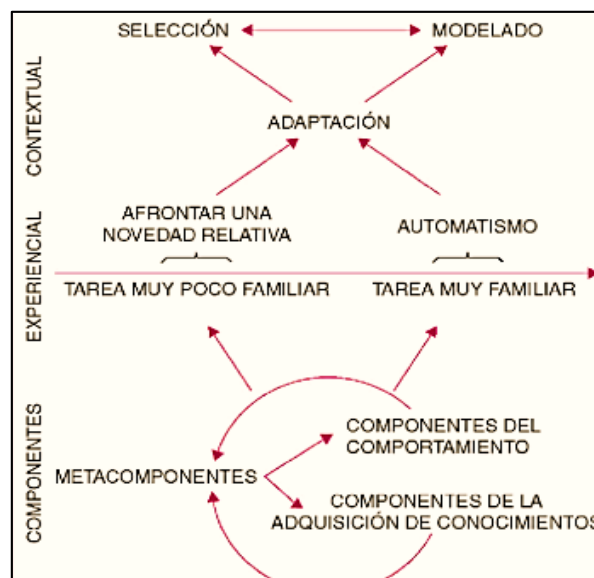 SELECCIÓN
MODELADO
CONTEXTUAL
ADAPTACIÓN
AFRONTAR UNA
NOVEDAD RELATIVA
AUTOMATISMO
EXPERIENCIAL
TAREA MUY POCO FAMILIAR
TAREA MUY FAMILIAR
COMPONENTES
COMPONENTES DEL
COMPORTAMIENTO
METACOMPONENTES
COMPONENTES DE LA
ADQUISICIÓN DE CONOCIMIENTOS